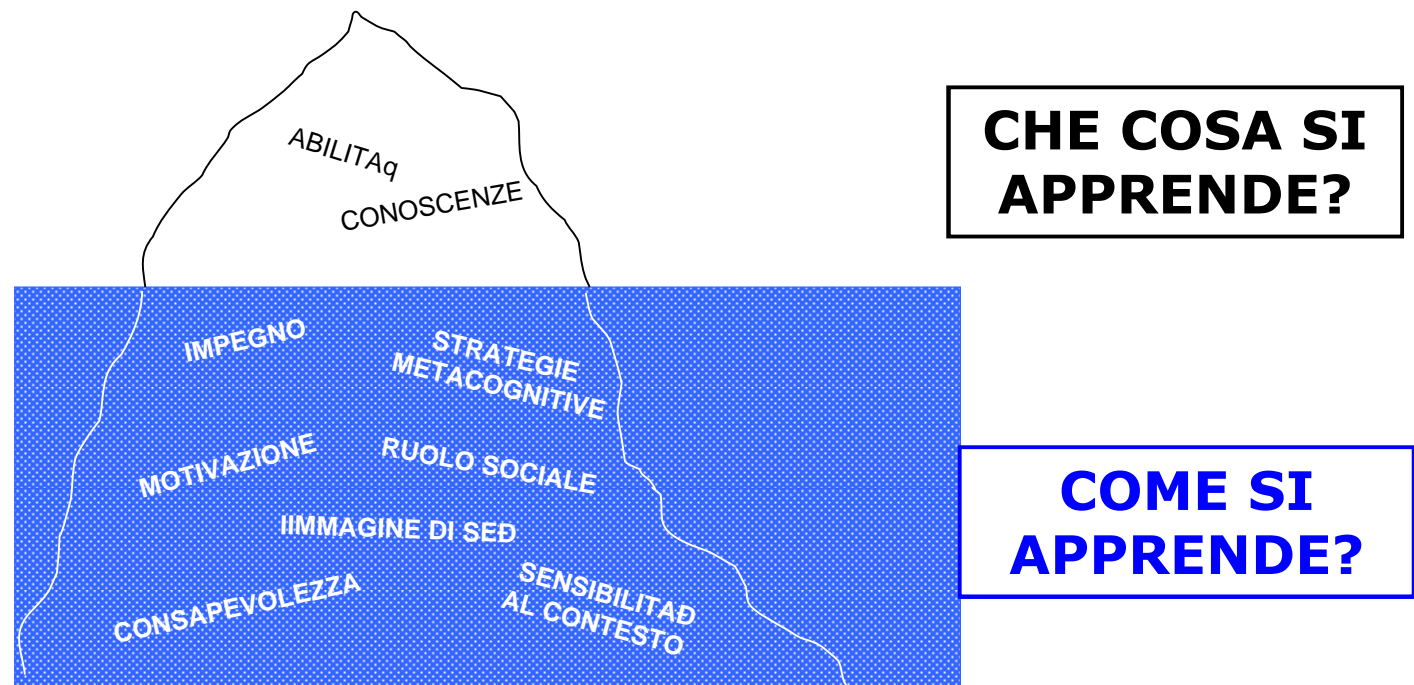 ABILITAq
CONOSCENZE
CHE COSA SI
APPRENDE?
IMPEGNO
STRATEGIE
METACOGNITIVE
MOTIVAZIONE
RUOLO SOCIALE
IIMMAGINE DI SEĐ
CONSAPEVOLEZZA
SENSIBILITAĐ
AL CONTESTO
COME SI
APPRENDE?